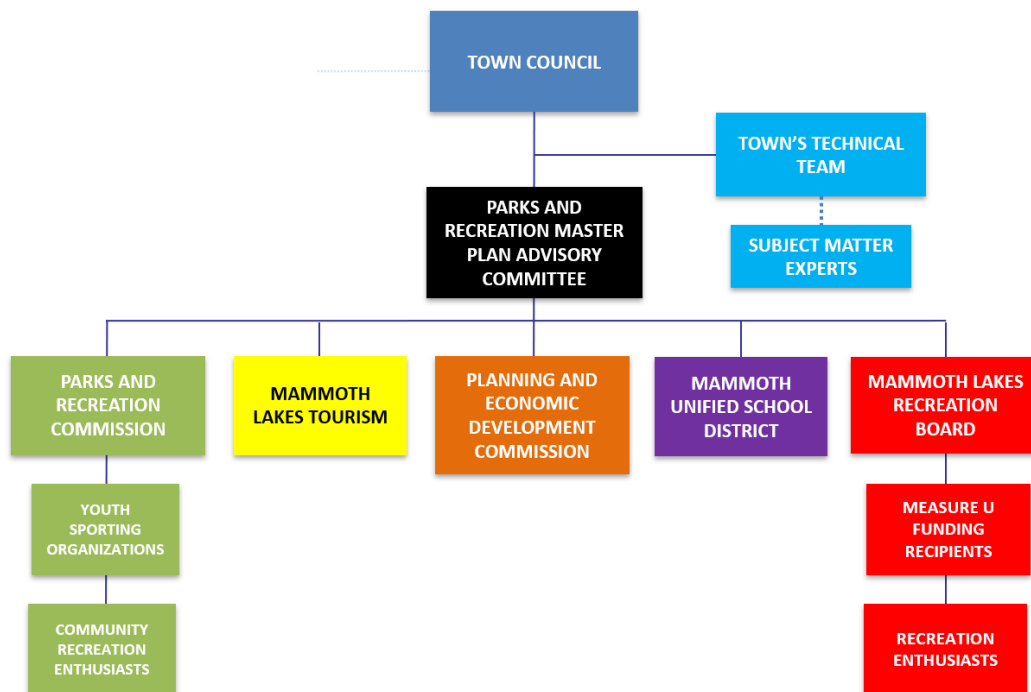 TOWN COUNCIL
TOWN'S TECHNICAL
TEAM
PARKS AND
RECREATION MASTER
PLAN ADVISORY
COMMITTEE
SUBJECT MATTER
EXPERTS
PARKS AND
RECREATION
COMMISSION
MAMMOTH
LAKES TOURISM
PLANNING AND
ECONOMIC
DEVELOPMENT
COMMISSION
MAMMOTH
UNIFIED SCHOOL
DISTRICT
MAMMOTH LAKES
RECREATION
BOARD
YOUTH
SPORTING
ORGANIZATIONS
MEASURE U
FUNDING
RECIPIENTS
COMMUNITY
RECREATION
ENTHUSIASTS
RECREATION
ENTHUSIASTS